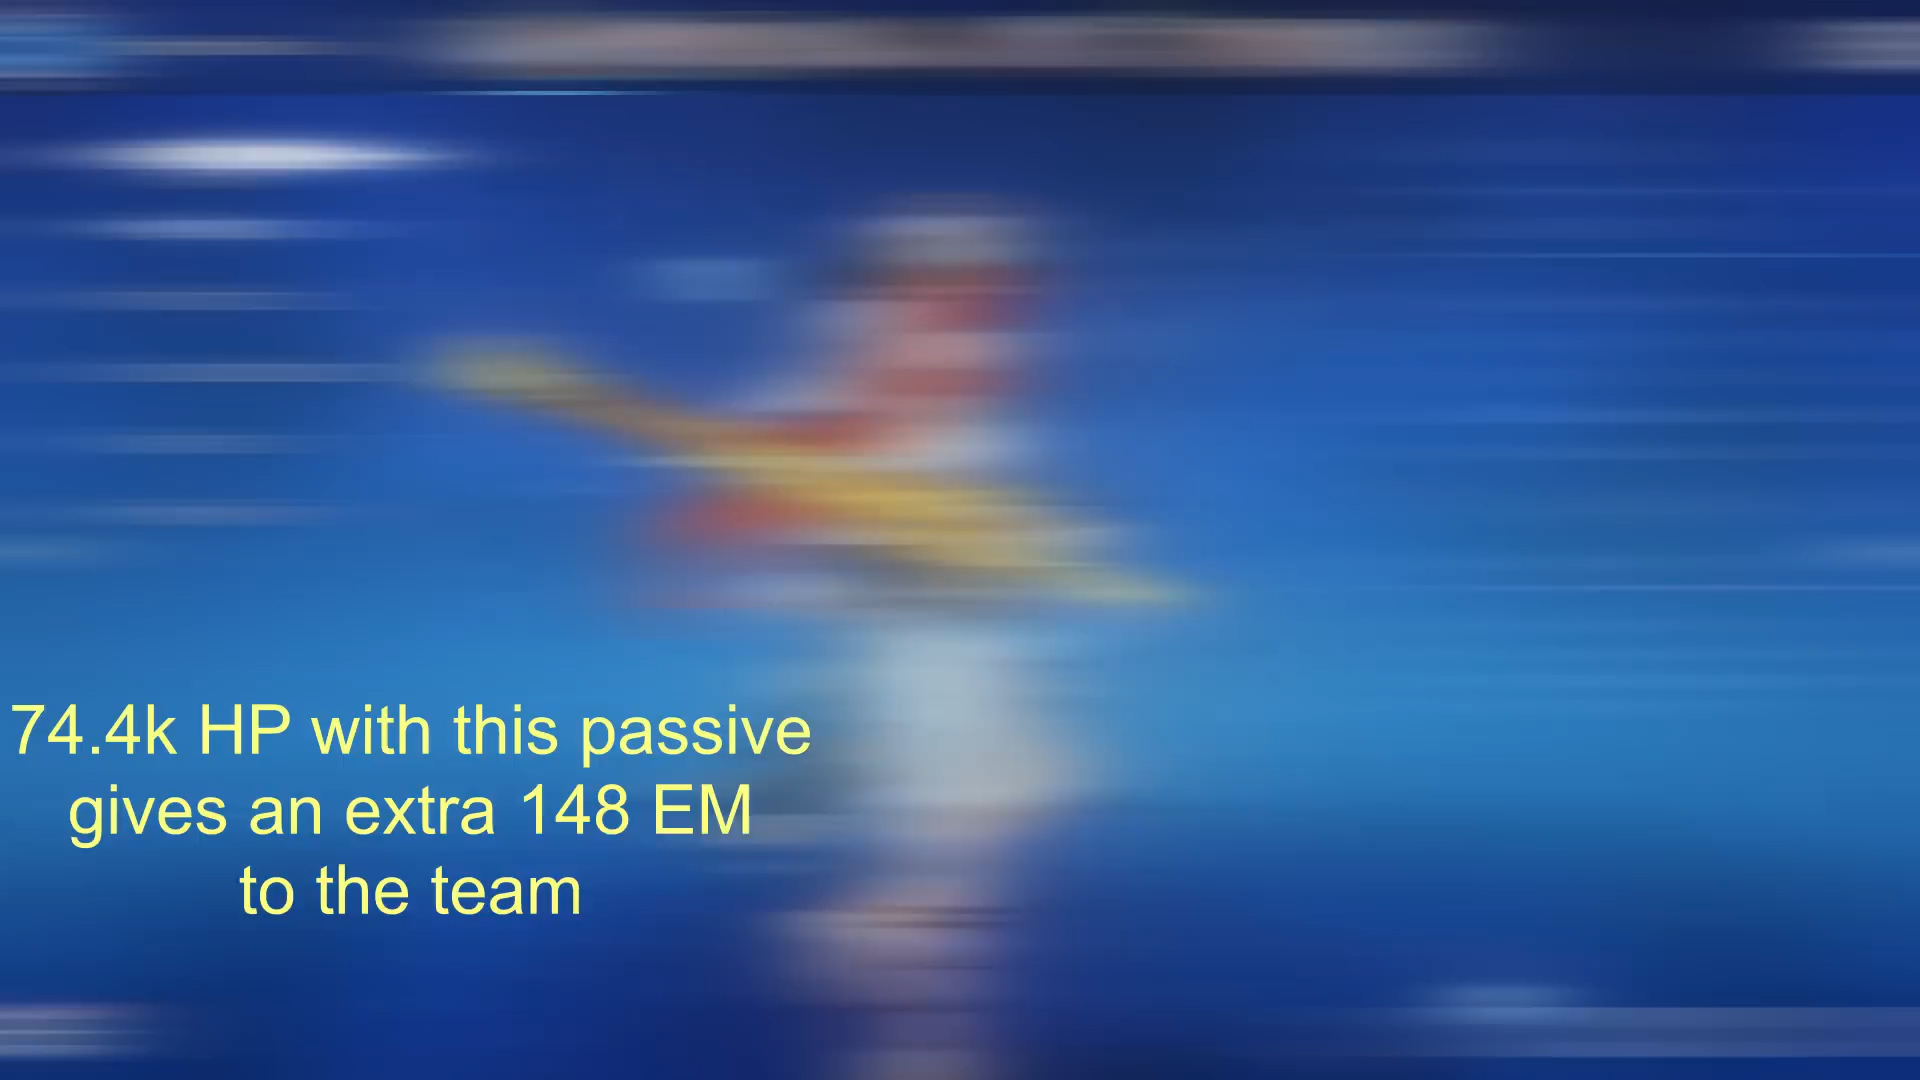 74.4k HP with this passive
gives an extra 148 EM
to the team